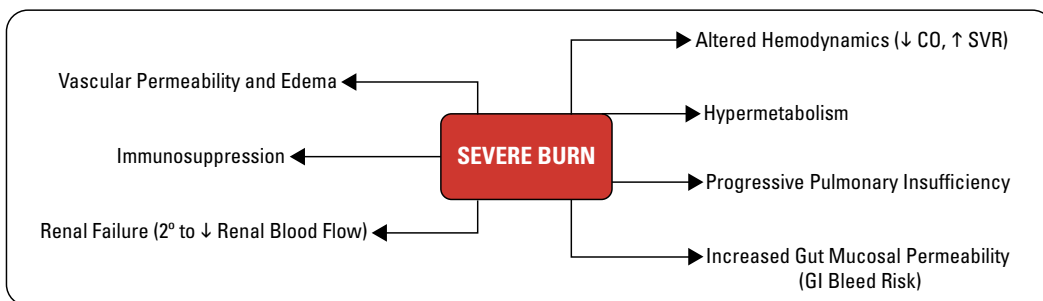 Altered Hemodynamics (↓ CO, ↑ SVR)
Vascular Permeability and Edema
Hypermetabolism
SEVERE BURN
Immunosuppression
Progressive Pulmonary Insufficiency
Renal Failure (2º to ↓ Renal Blood Flow)
Increased Gut Mucosal Permeability
(GI Bleed Risk)